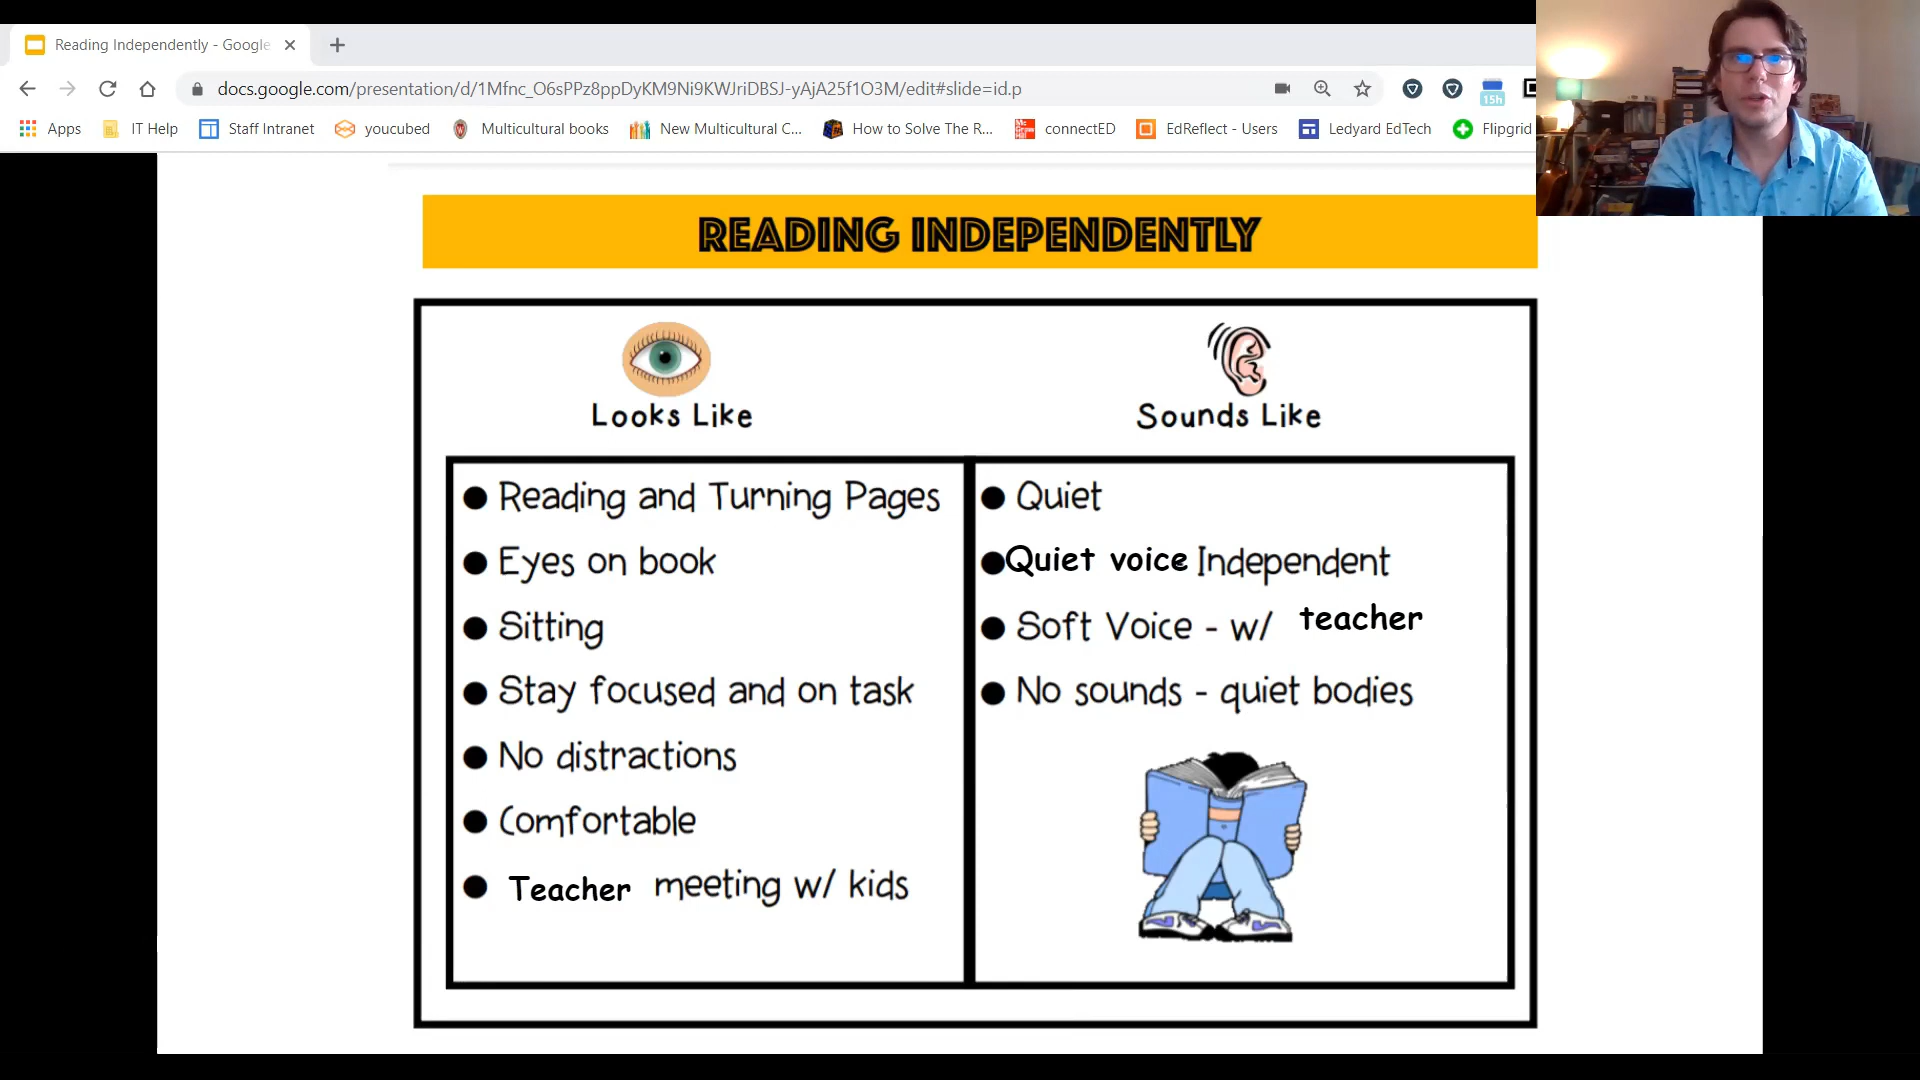 Reading Independently - Google
docs.google.com/presentation/d/1Mfnc_O6sPPz8ppDyKM9Ni9KWJriDBSJ-yAjA25f1O3M/edit#slide=id.p
15h
Apps IT Help Staff Intranet youcubed Multicultural books New Multicultural C... How to Solve The R... connectED EdReflect - Users Ledyard EdTech Flipgrid
READING INDEPENDENTLY
Looks Like
Reading and Turning Pages
Eyes on book
Sitting
Stay focused and on task
No distractions
Comfortable
Teacher meeting w/ kids
Sounds Like
Quiet
Quiet voice Independent
Soft Voice - w/ teacher
No sounds - quiet bodies